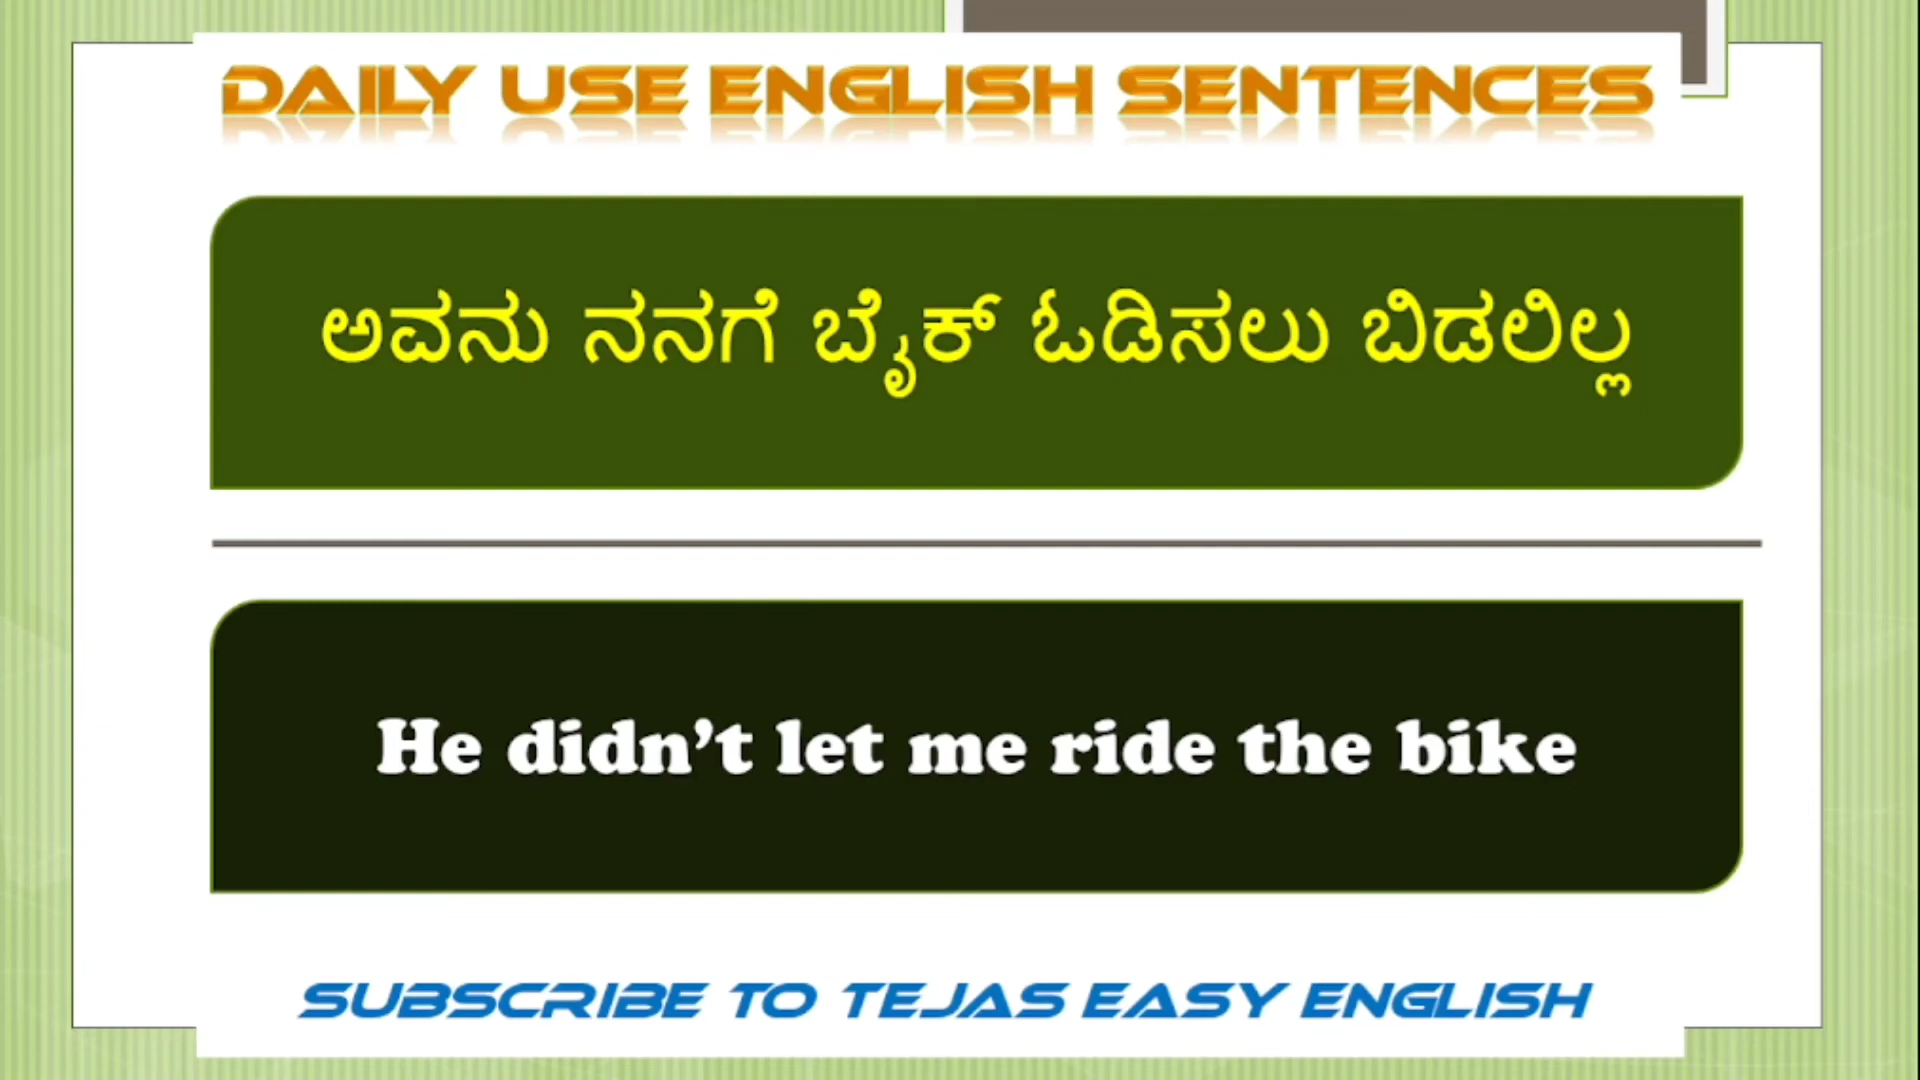 DAILY USE ENGLISH SENTENCES
ಅವನು ನನಗೆ ಬೈಕ್ ಓಡಿಸಲು ಬಿಡಲಿಲ್ಲ
He didn’t let me ride the bike
SUBSCRIBE TO TEJAS EASY ENGLISH